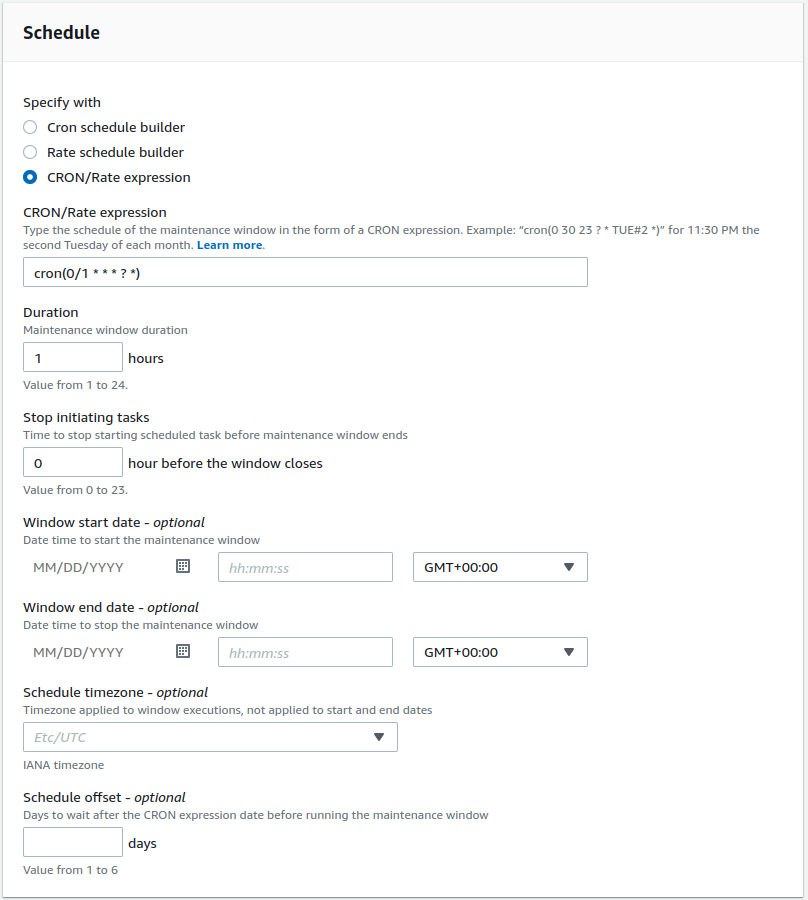 Schedule
Specify with
Cron schedule builder
Rate schedule builder
CRON/Rate expression
CRON/Rate expression
Type the schedule of the maintenance window in the form of a CRON expression. Example: “cron(0 30 23 ? * TUE#2 *)” for 11:30 PM the
second Tuesday of each month. Learn more.
cron(0/1 * * * ? *)
Duration
Maintenance window duration
1 hours
Value from 1 to 24.
Stop initiating tasks
Time to stop starting scheduled task before maintenance window ends
0 hour before the window closes
Value from 0 to 23.
Window start date - optional
Date time to start the maintenance window
MM/DD/YYYY hh:mm:ss GMT+00:00
Window end date - optional
Date time to stop the maintenance window
MM/DD/YYYY hh:mm:ss GMT+00:00
Schedule timezone - optional
Timezone applied to window executions, not applied to start and end dates
Etc/UTC
IANA timezone
Schedule offset - optional
Days to wait after the CRON expression date before running the maintenance window
days
Value from 1 to 6